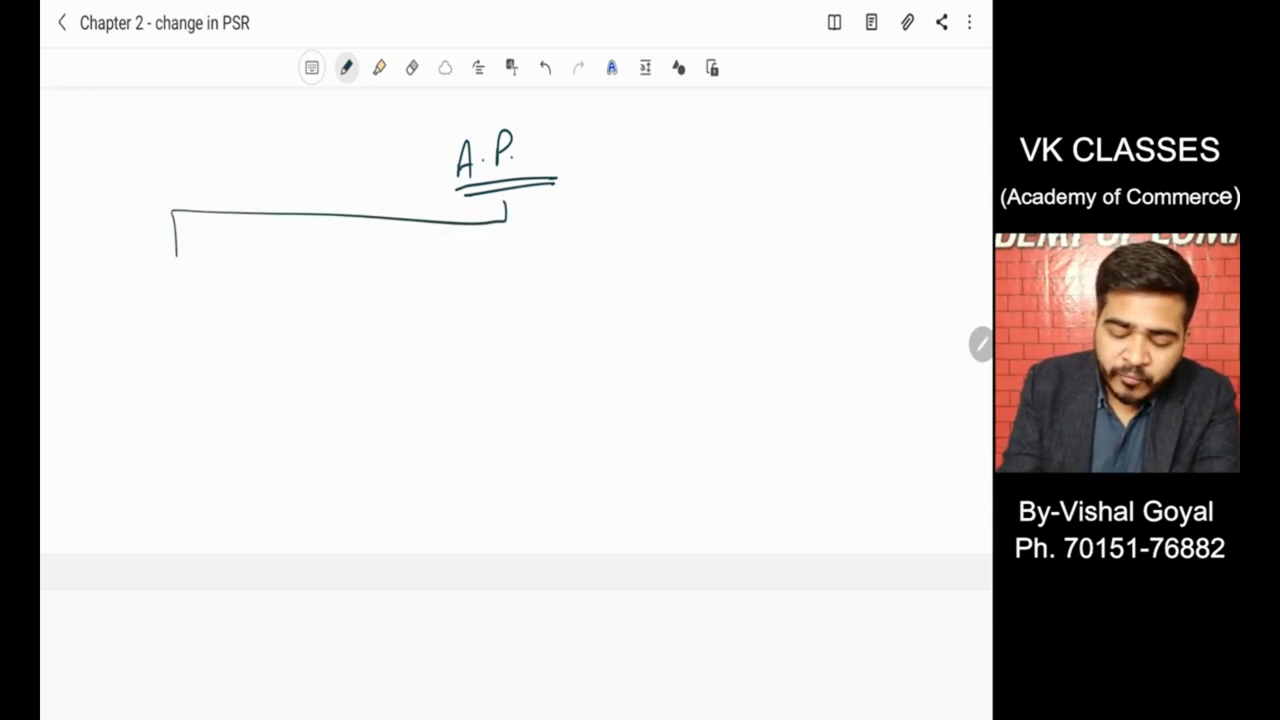 Chapter 2 - change in PSR
A.P.
VK CLASSES
(Academy of Commerce)
By-Vishal Goyal
Ph. 70151-76882